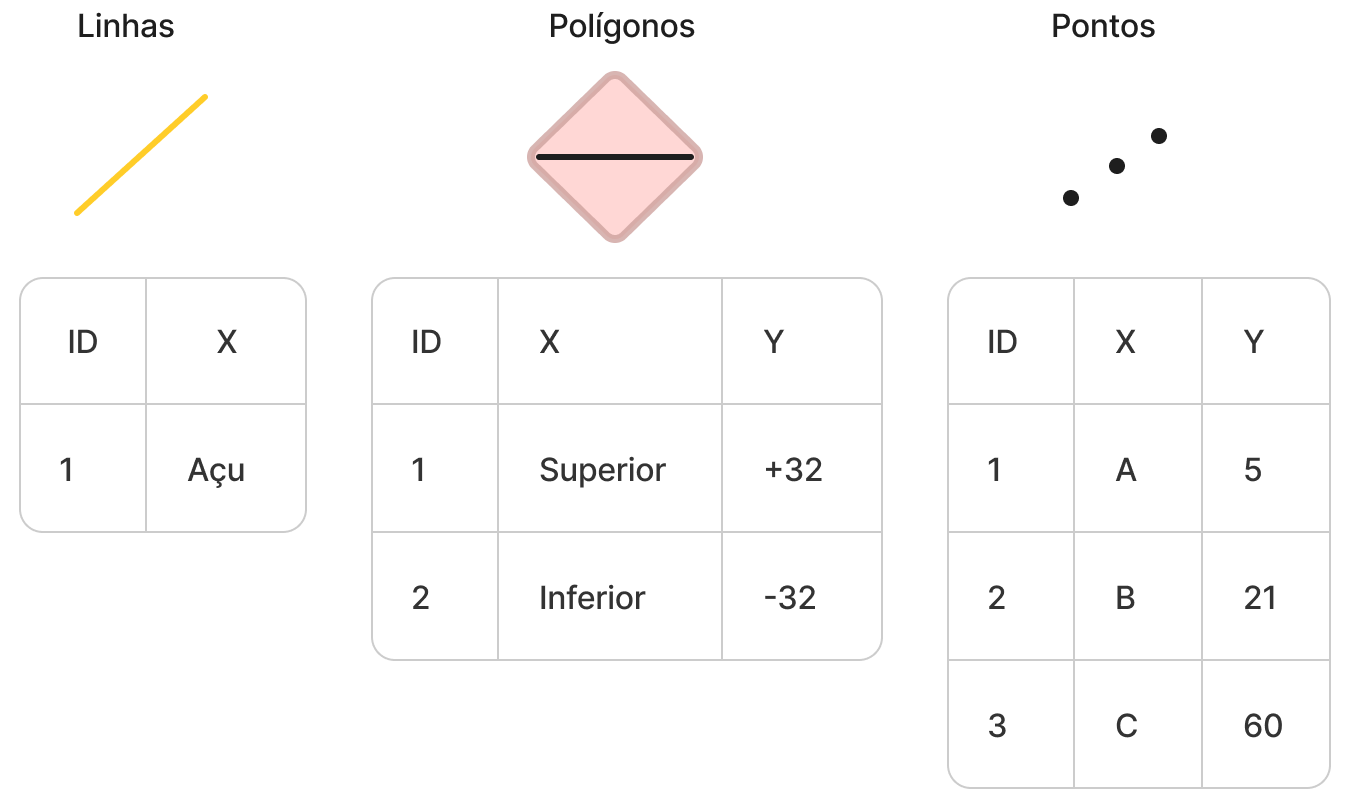 Linhas
Polígonos
Pontos
ID X
1 Açu
ID X Y
1 Superior +32
2 Inferior -32
ID X Y
1 A 5
2 B 21
3 C 60